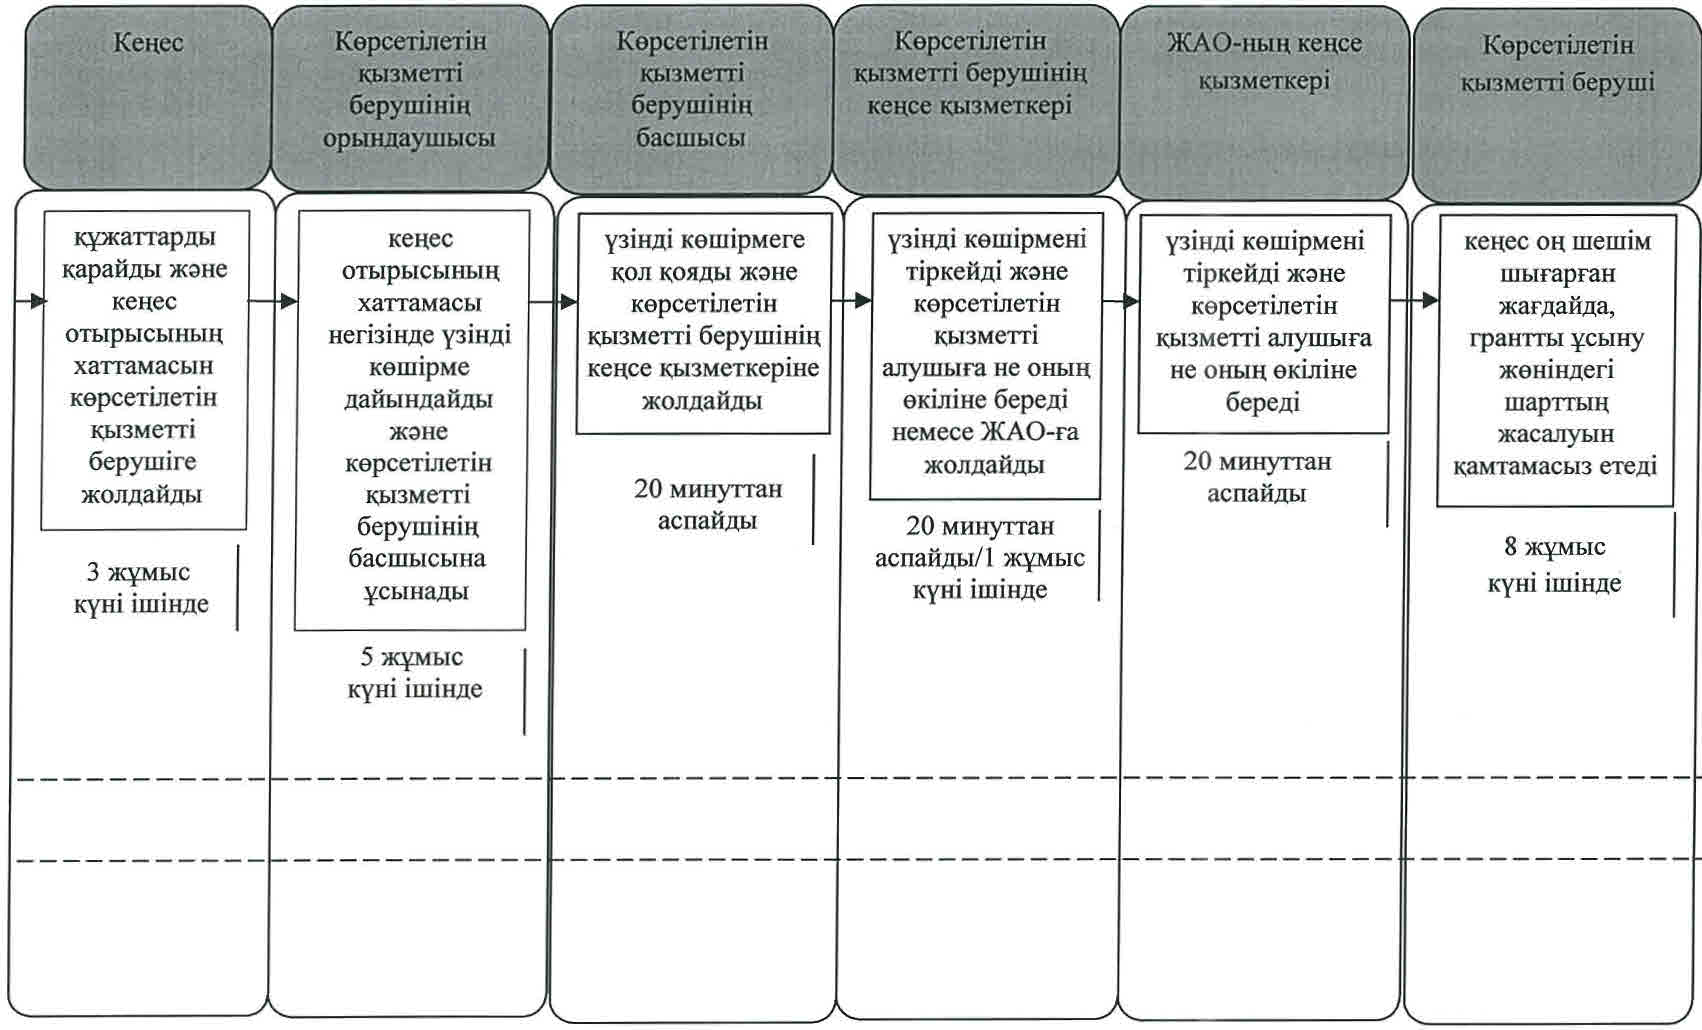 Кеңес
Көрсетілетін
қызметті
берушінің
орындаушысы
Көрсетілетін
қызметті
берушінің
басшысы
Көрсетілетін
қызметті берушінің
кеңсе қызметкері
ЖАО-ның кеңсе
қызметкері
Көрсетілетін
қызметті беруші
құжаттарды
қарайды және
кеңес
отырысының
хаттамасын
көрсетілетін
қызметті
берушіге
жолдайды
3 жұмыс
күні ішінде
кеңес
отырысының
хаттамасы
негізінде үзінді
көшірме
дайындайды
және
көрсетілетін
қызметті
берушінің
басшысына
ұсынады
5 жұмыс
күні ішінде
үзінді көшірмеге
қол қояды және
көрсетілетін
қызметті берушінің
кеңсе қызметкеріне
жолдайды
20 минуттан
аспайды
үзінді көшірмені
тіркейді және
көрсетілетін
қызметті
алушыға не оның
өкіліне береді
немесе ЖАО-ға
жолдайды
20 минуттан
аспайды/1 жұмыс
күні ішінде
үзінді көшірмені
тіркейді және
көрсетілетін
қызметті алушыға
не оның өкіліне
береді
20 минуттан
аспайды
кеңес оң шешім
шығарған
жағдайда,
грантты ұсыну
жөніндегі
шарттың
жасалуын
қамтамасыз етеді
8 жұмыс
күні ішінде